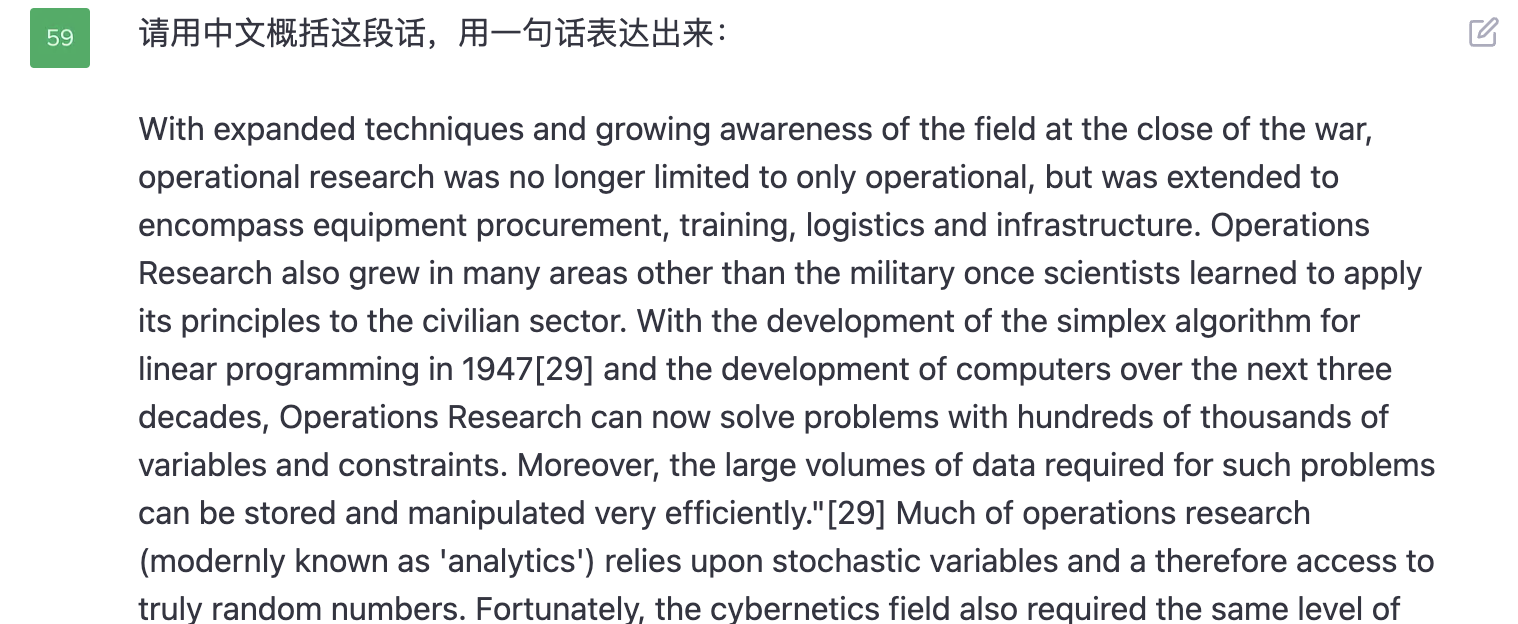 59
请用中文概括这段话，用一句话表达出来：
With expanded techniques and growing awareness of the field at the close of the war,
operational research was no longer limited to only operational, but was extended to
encompass equipment procurement, training, logistics and infrastructure. Operations
Research also grew in many areas other than the military once scientists learned to apply
its principles to the civilian sector. With the development of the simplex algorithm for
linear programming in 1947[29] and the development of computers over the next three
decades, Operations Research can now solve problems with hundreds of thousands of
variables and constraints. Moreover, the large volumes of data required for such problems
can be stored and manipulated very efficiently."[29] Much of operations research
(modernly known as 'analytics') relies upon stochastic variables and a therefore access to
truly random numbers. Fortunately, the cybernetics field also required the same level of